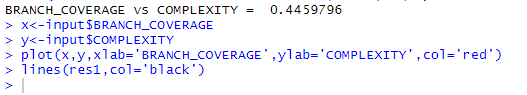 BRANCH_COVERAGE vs COMPLEXITY =  0.4459796
> x<-input$BRANCH_COVERAGE
> y<-input$COMPLEXITY
> plot(x,y,xlab='BRANCH_COVERAGE',ylab='COMPLEXITY',col='red')
> lines(res1,col='black')
>